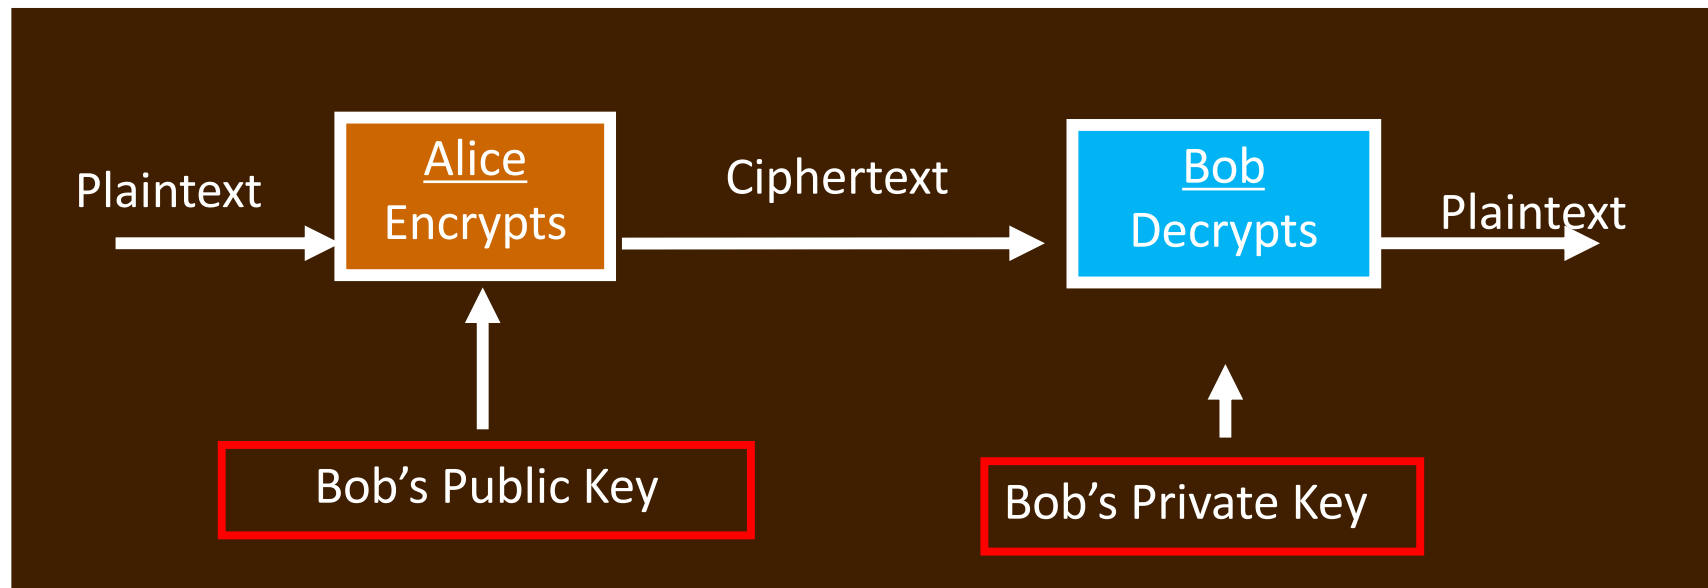 Plaintext
Alice
Encrypts
Ciphertext
Bob
Decrypts
Plaintext
Bob’s Public Key
Bob’s Private Key